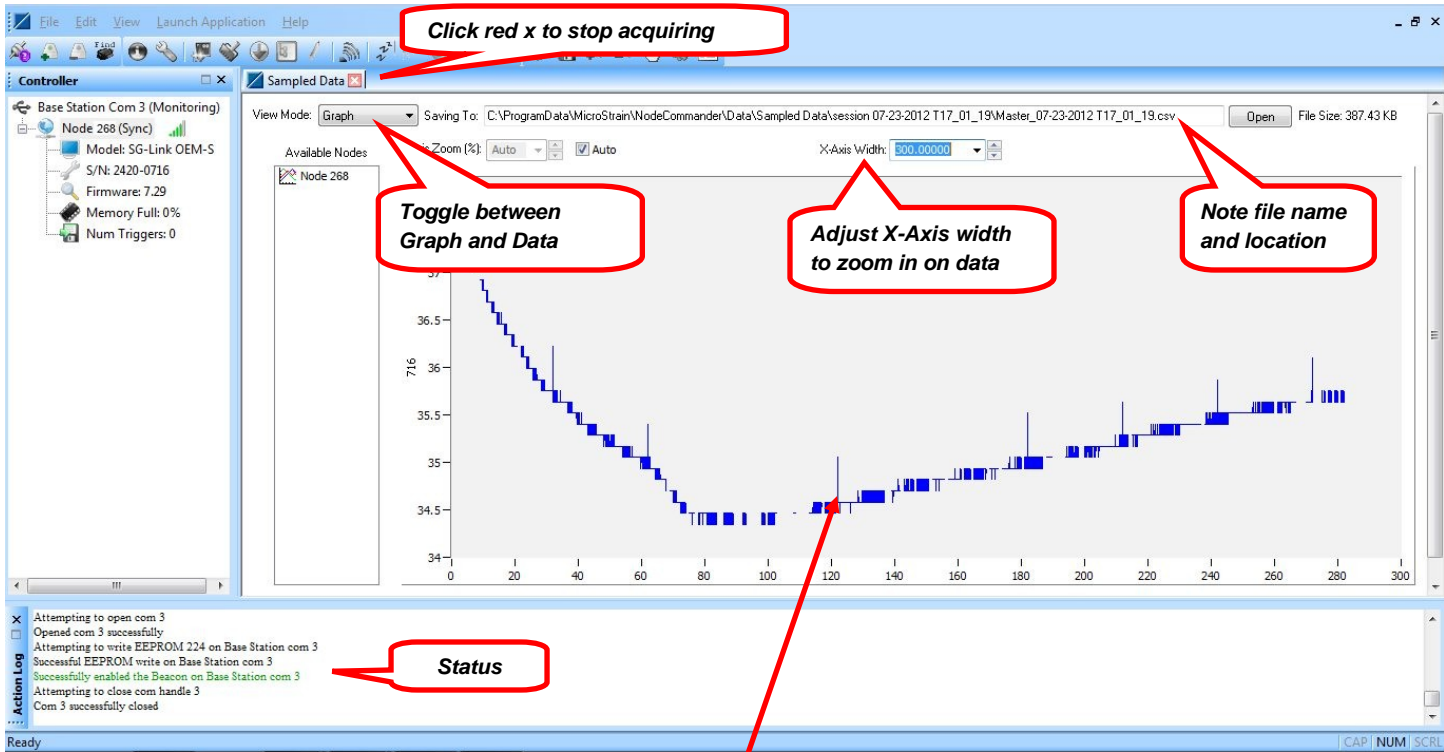 File Edit View Launch Application Help
Click red x to stop acquiring
Find
Controller
Sampled Data
Base Station Com 3 (Monitoring)
Node 268 (Sync)
Model: SG-Link OEM-S
S/N: 2420-0716
Firmware: 7.29
Memory Full: 0%
Num Triggers: 0
View Mode: Graph
Saving To: C:\ProgramData\MicroStrain\NodeCommander\Data\Sampled Data\session 07-23-2012 T17_01_19\Master_07-23-2012 T17_01_19.csv
Open
File Size: 387.43 KB
Available Nodes
Zoom (%): Auto
Auto
X-Axis Width: 300.00000
Node 268
Toggle between
Graph and Data
Adjust X-Axis width
to zoom in on data
Note file name
and location
37
36.5
36
35.5
35
34.5
34
716
0 20 40 60 80 100 120 140 160 180 200 220 240 260 280 300
Action Log
Attempting to open com 3
Opened com 3 successfully
Attempting to write EEPROM 224 on Base Station com 3
Successful EEPROM write on Base Station com 3
Successfully enabled the Beacon on Base Station com 3
Attempting to close com handle 3
Com 3 successfully closed
Status
Ready
CAP NUM SCRL